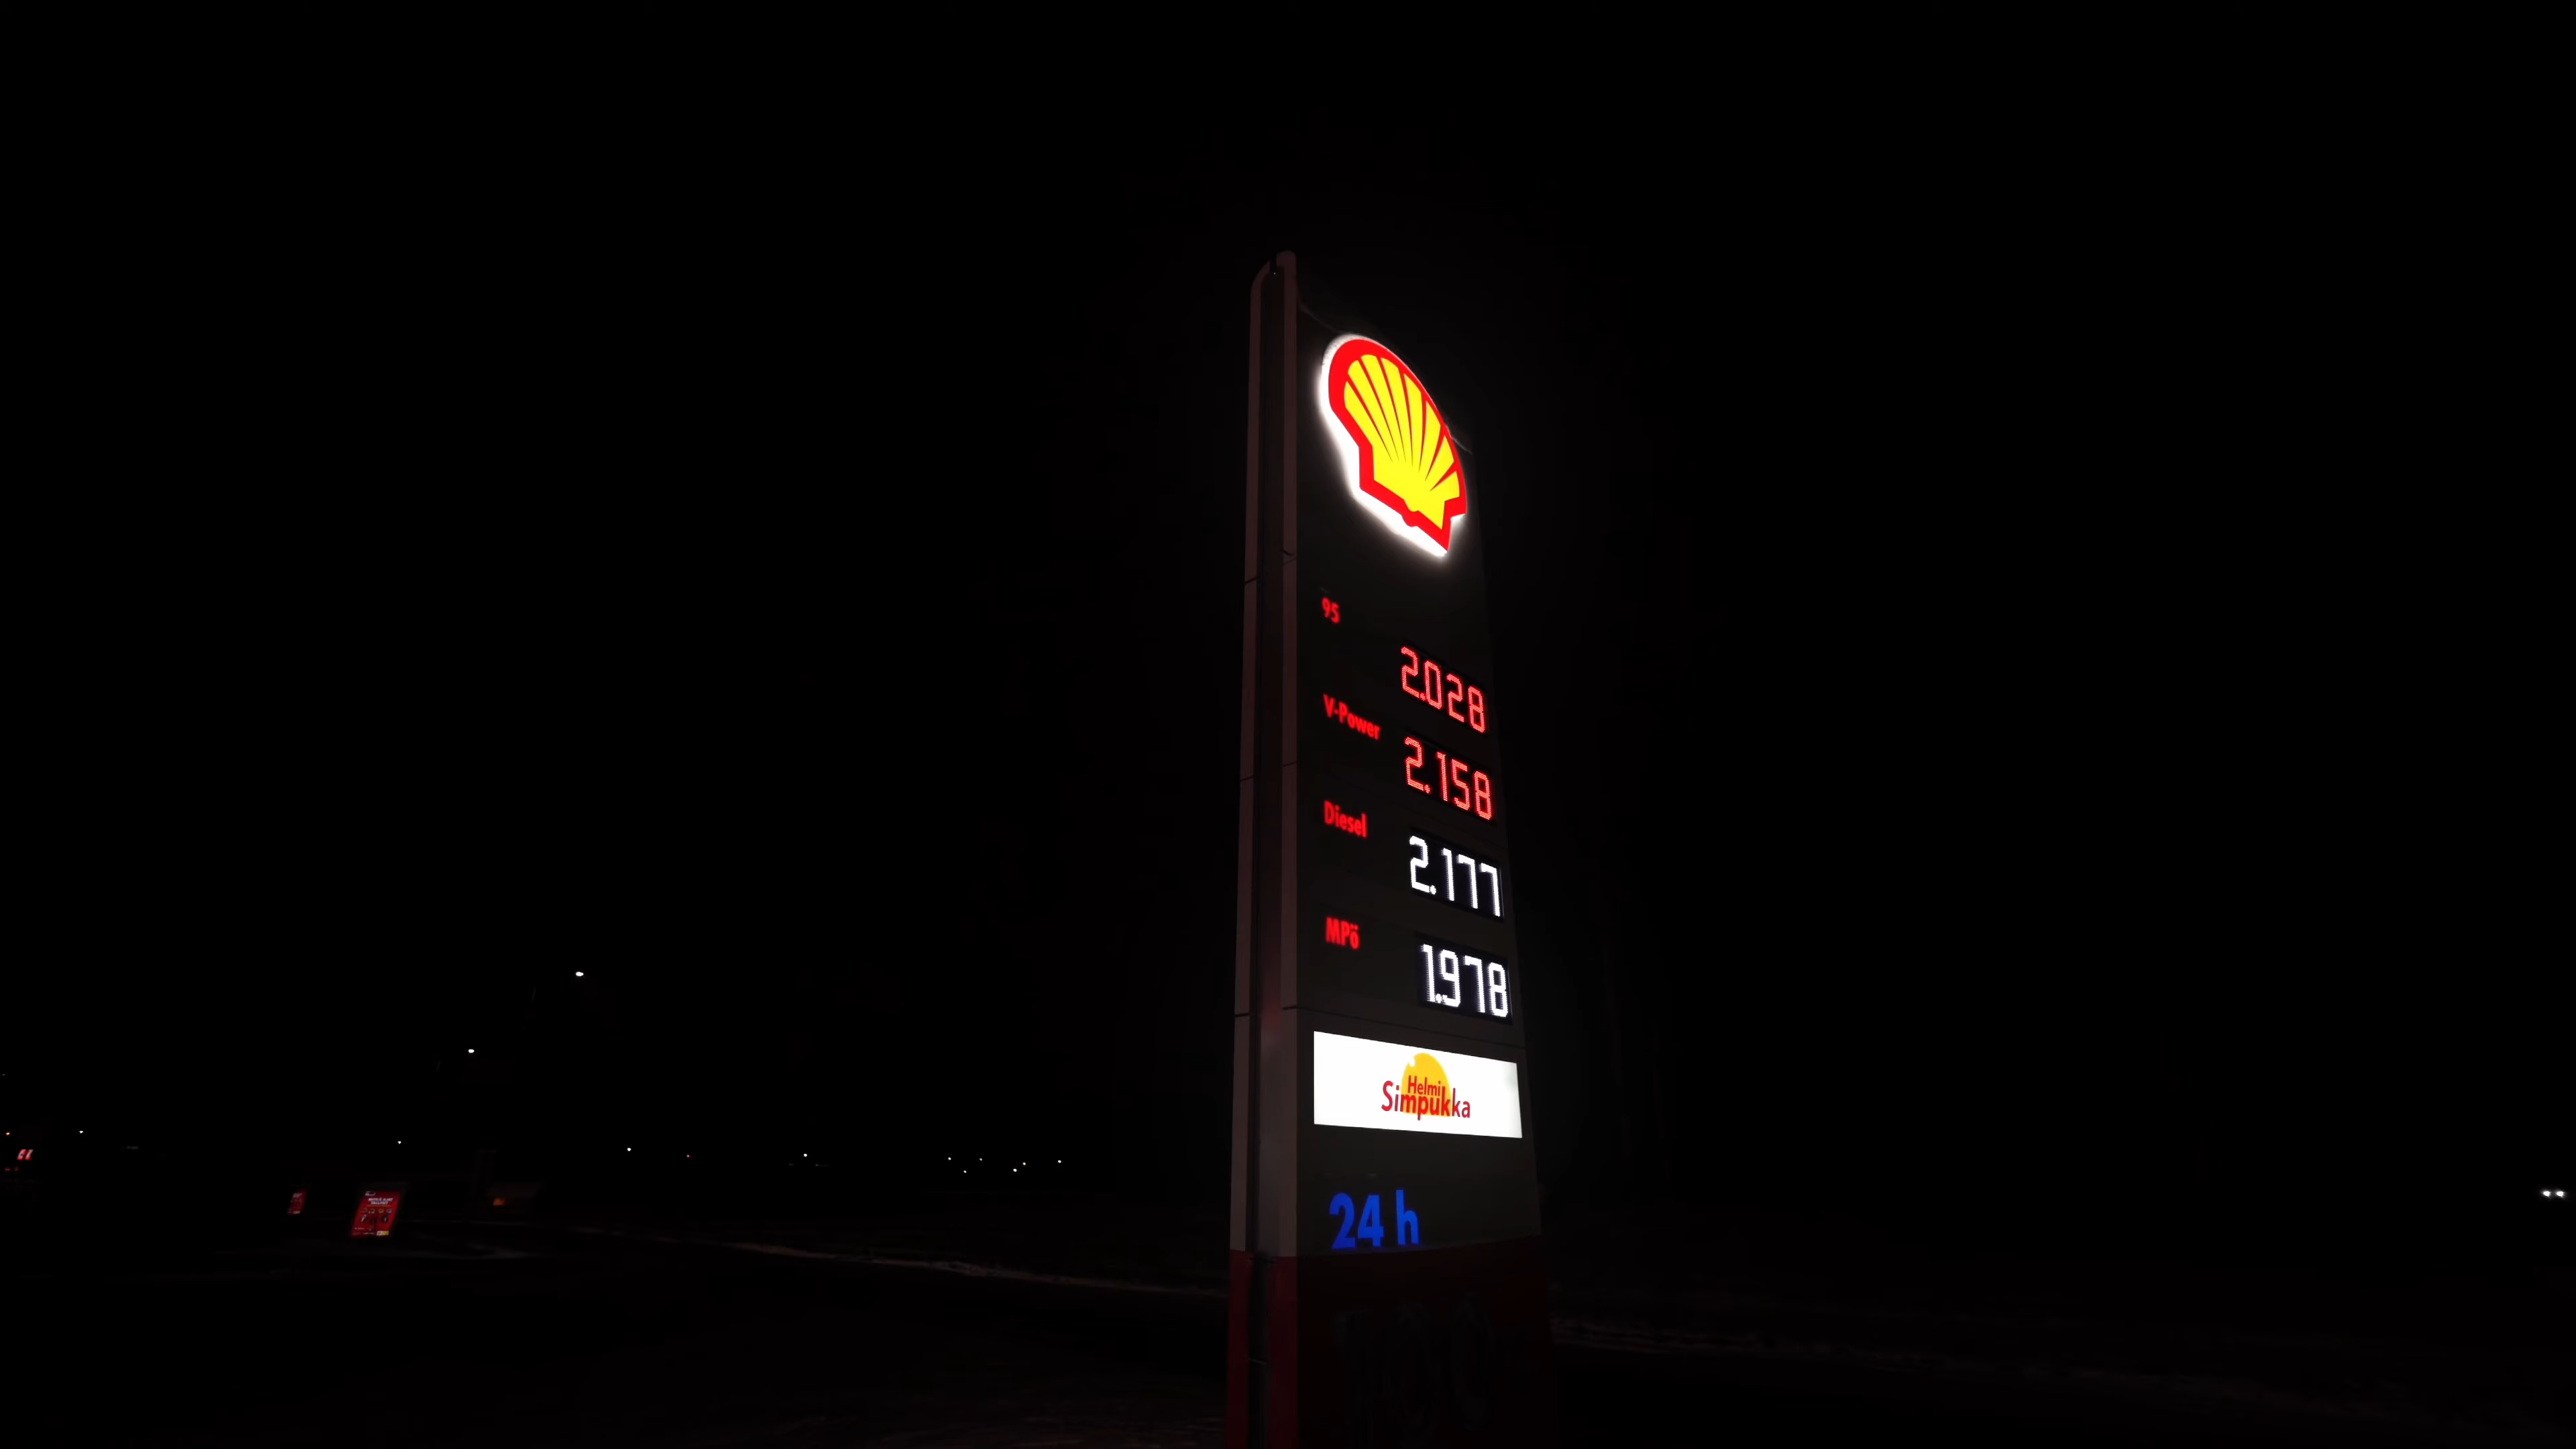 95
2.028
V-Power
2.158
Diesel
2.177
MPö
1.978
Helmi
Simpukka
24 h